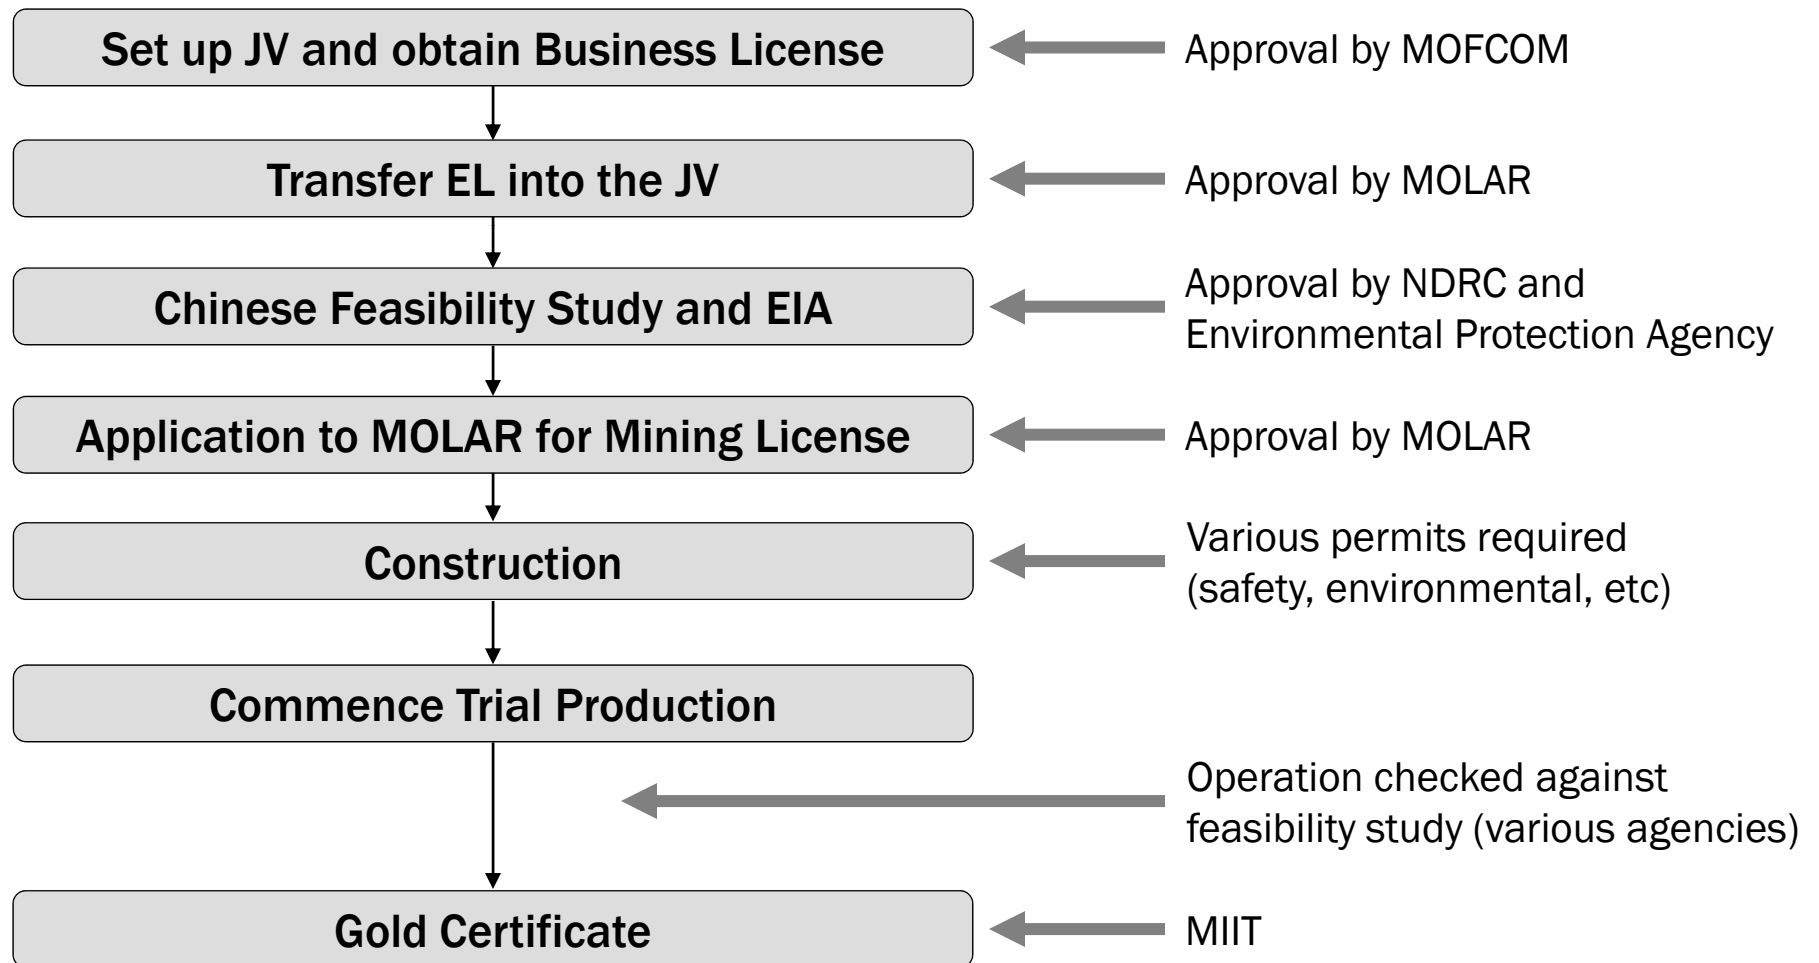 Set up JV and obtain Business License
Approval by MOFCOM
Transfer EL into the JV
Approval by MOLAR
Chinese Feasibility Study and EIA
Approval by NDRC and
Environmental Protection Agency
Application to MOLAR for Mining License
Approval by MOLAR
Construction
Various permits required
(safety, environmental, etc)
Commence Trial Production
Operation checked against
feasibility study (various agencies)
Gold Certificate
MIIT